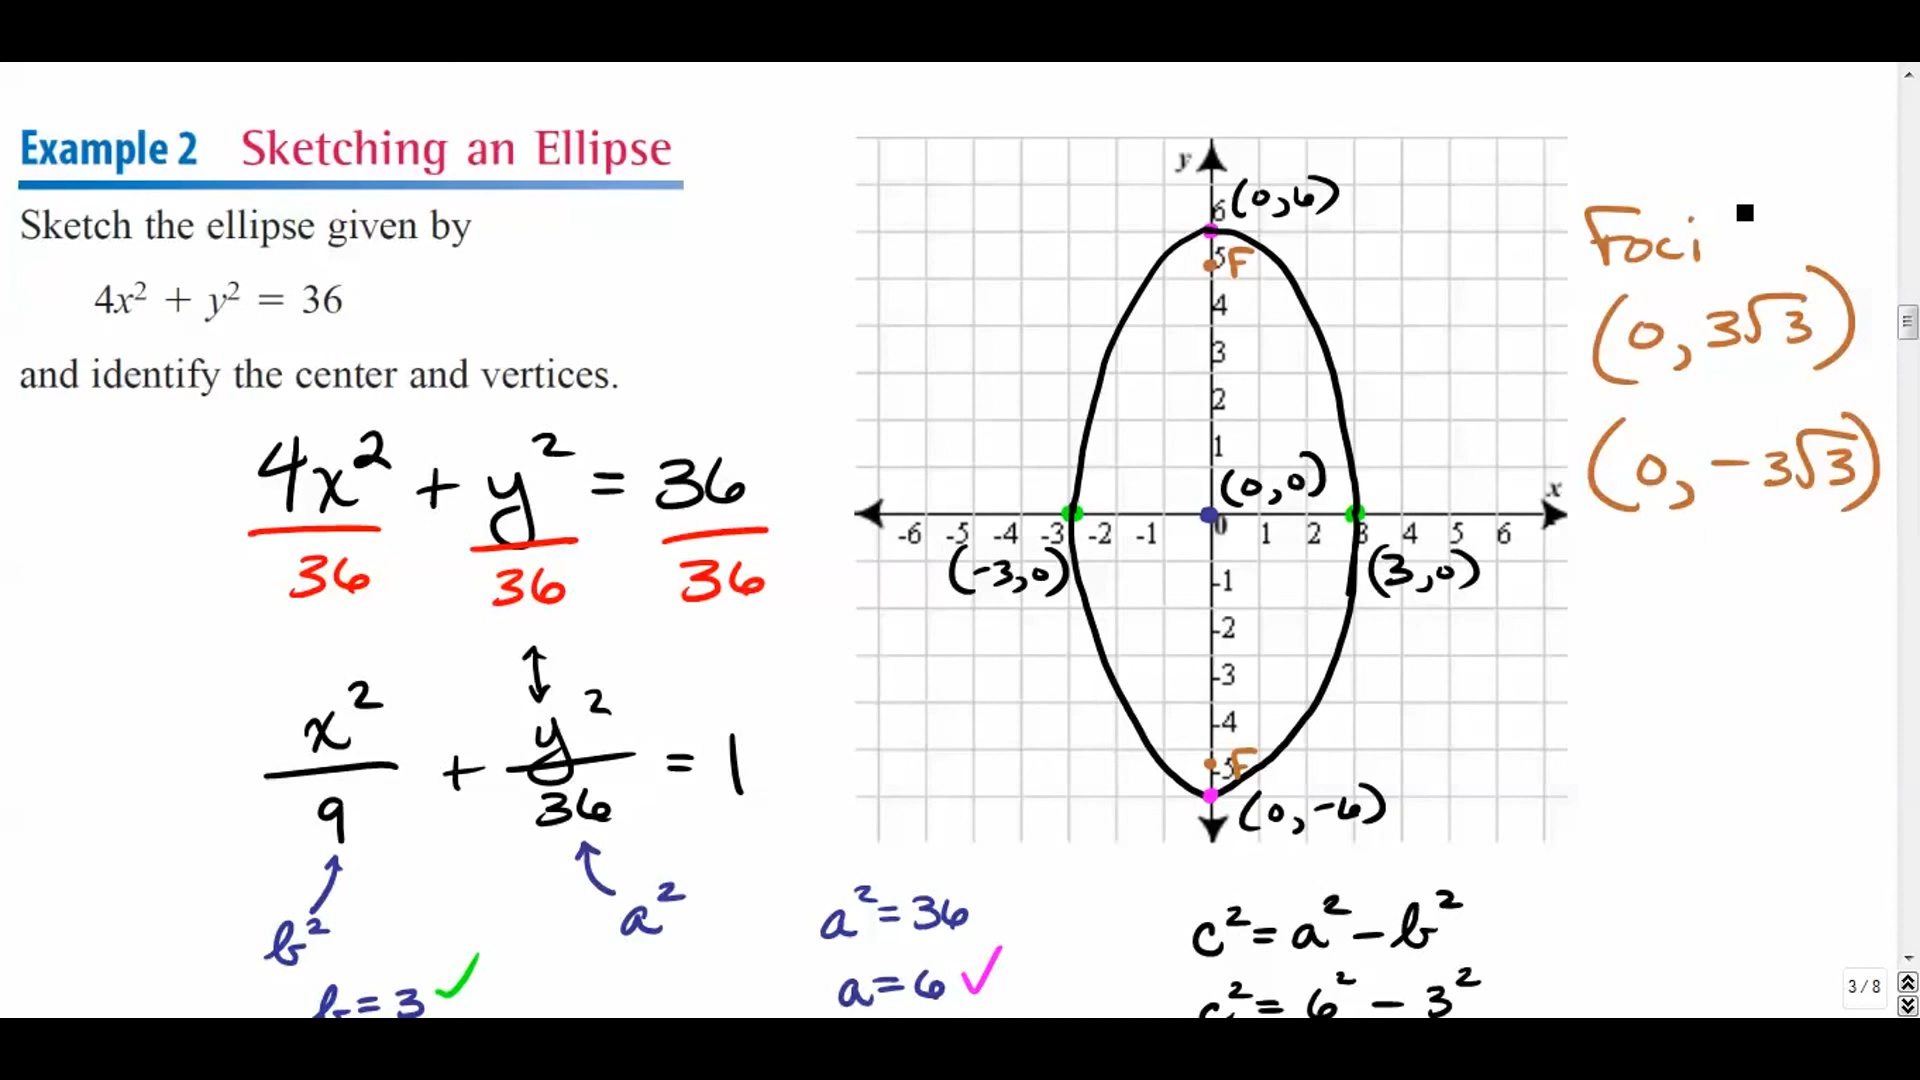 Example 2 Sketching an Ellipse
Sketch the ellipse given by
4x² + y² = 36
and identify the center and vertices.
4x² + y² = 36
36 36 36
x² + y² = 1
9 36
b² a²
b = 3 ✓
a² = 36
a = 6 ✓
c² = a² − b²
c² = 6² − 3²
y
(0,6)
6
5 F
4
3
2
1
(0,0)
x
-6 -5 -4 -3 -2 -1 0 1 2 3 4 5 6
(-3,0) (3,0)
-1
-2
-3
-4
-5 F
(0,-6)
Foci
(0, 3√3)
(0, -3√3)
3 / 8